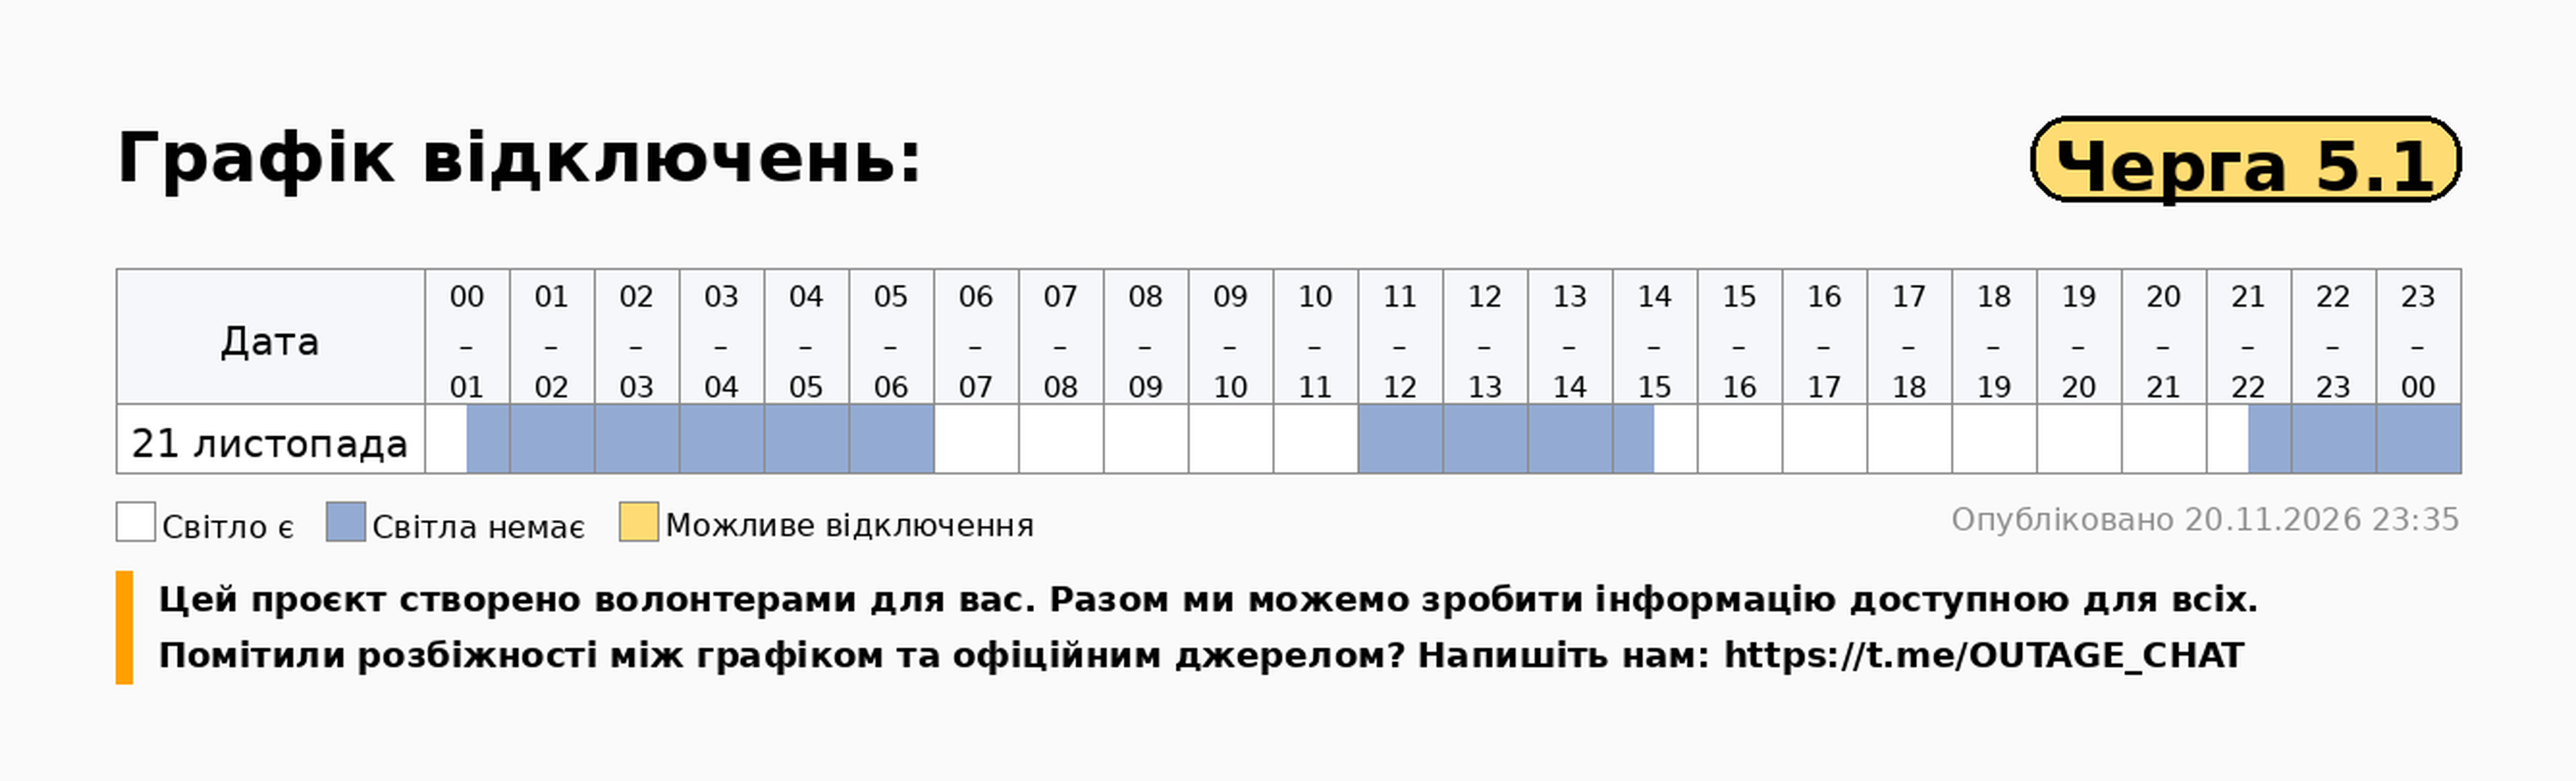 Графік відключень:
Черга 5.1
Дата 00 – 01 01 – 02 02 – 03 03 – 04 04 – 05 05 – 06 06 – 07 07 – 08 08 – 09 09 – 10 10 – 11 11 – 12 12 – 13 13 – 14 14 – 15 15 – 16 16 – 17 17 – 18 18 – 19 19 – 20 20 – 21 21 – 22 22 – 23 23 – 00
21 листопада
Світло є Світла немає Можливе відключення
Опубліковано 20.11.2026 23:35
Цей проєкт створено волонтерами для вас. Разом ми можемо зробити інформацію доступною для всіх.
Помітили розбіжності між графіком та офіційним джерелом? Напишіть нам: https://t.me/OUTAGE_CHAT